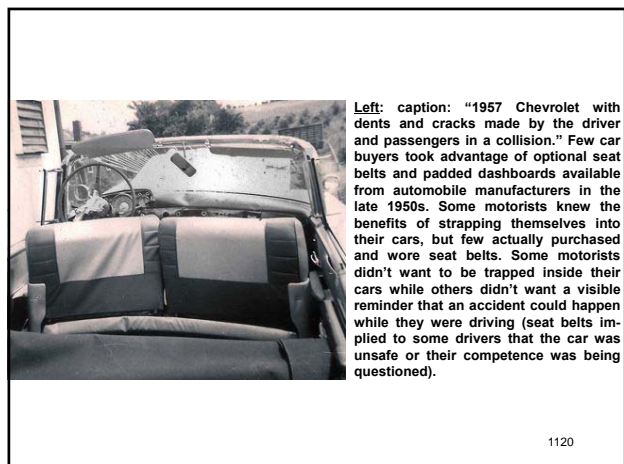 Left: caption: “1957 Chevrolet with
dents and cracks made by the driver
and passengers in a collision.” Few car
buyers took advantage of optional seat
belts and padded dashboards available
from automobile manufacturers in the
late 1950s. Some motorists knew the
benefits of strapping themselves into
their cars, but few actually purchased
and wore seat belts. Some motorists
didn’t want to be trapped inside their
cars while others didn’t want a visible
reminder that an accident could happen
while they were driving (seat belts im-
plied to some drivers that the car was
unsafe or their competence was being
questioned).
1120